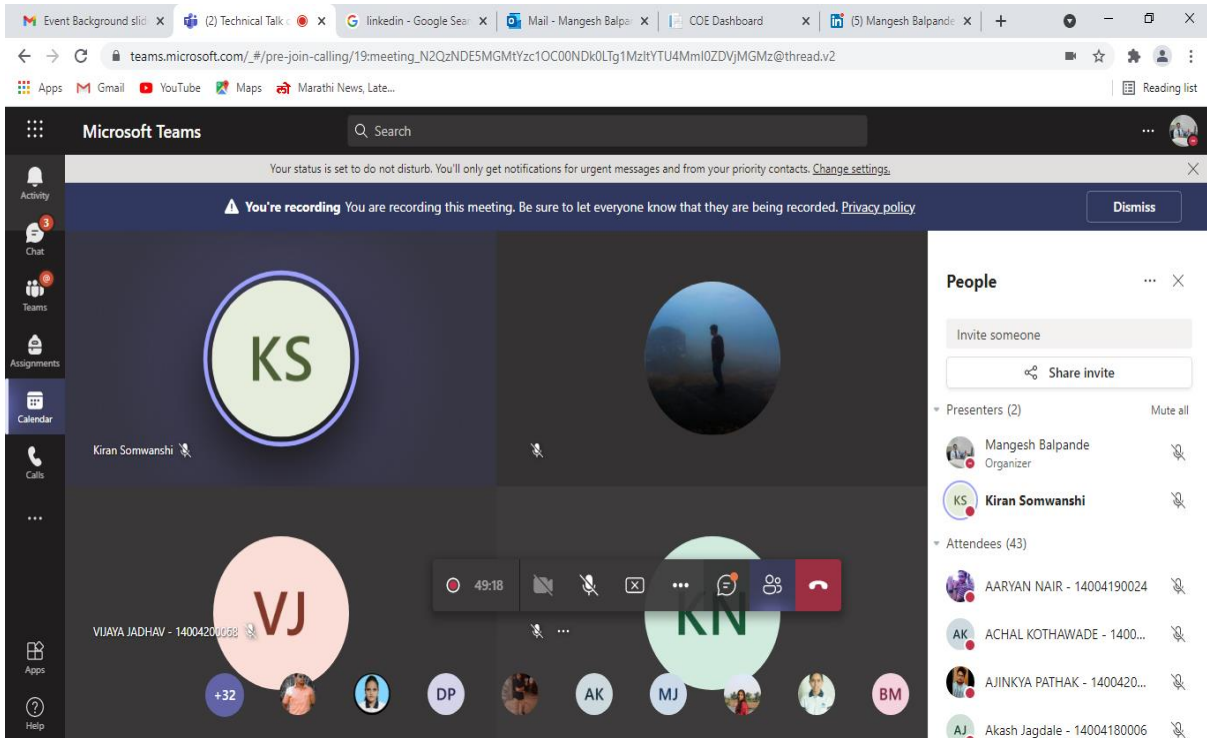 Event Background slid
(2) Technical Talk
linkedin - Google Sear
Mail - Mangesh Balpa
COE Dashboard
(5) Mangesh Balpande
teams.microsoft.com/_#/pre-join-calling/19:meeting_N2QzNDE5MGMtYzc1OC00NDk0LTg1MzItYTU4MmI0ZDVjMGMz@thread.v2
Apps Gmail YouTube Maps Marathi News, Late... Reading list
Microsoft Teams
Search
Your status is set to do not disturb. You'll only get notifications for urgent messages and from your priority contacts. Change settings.
Activity
You're recording You are recording this meeting. Be sure to let everyone know that they are being recorded. Privacy policy
Dismiss
3
Chat
@
Teams
Assignments
Calendar
Calls
Apps
Help
KS
Kiran Somwanshi
VJ
VIJAYA JADHAV - 14004200068
49:18
KN
+32
DP
AK
MJ
BM
People
Invite someone
Share invite
Presenters (2) Mute all
Mangesh Balpande
Organizer
KS Kiran Somwanshi
Attendees (43)
AARYAN NAIR - 14004190024
AK ACHAL KOTHAWADE - 1400...
AJINKYA PATHAK - 1400420...
AJ Akash Jagdale - 14004180006